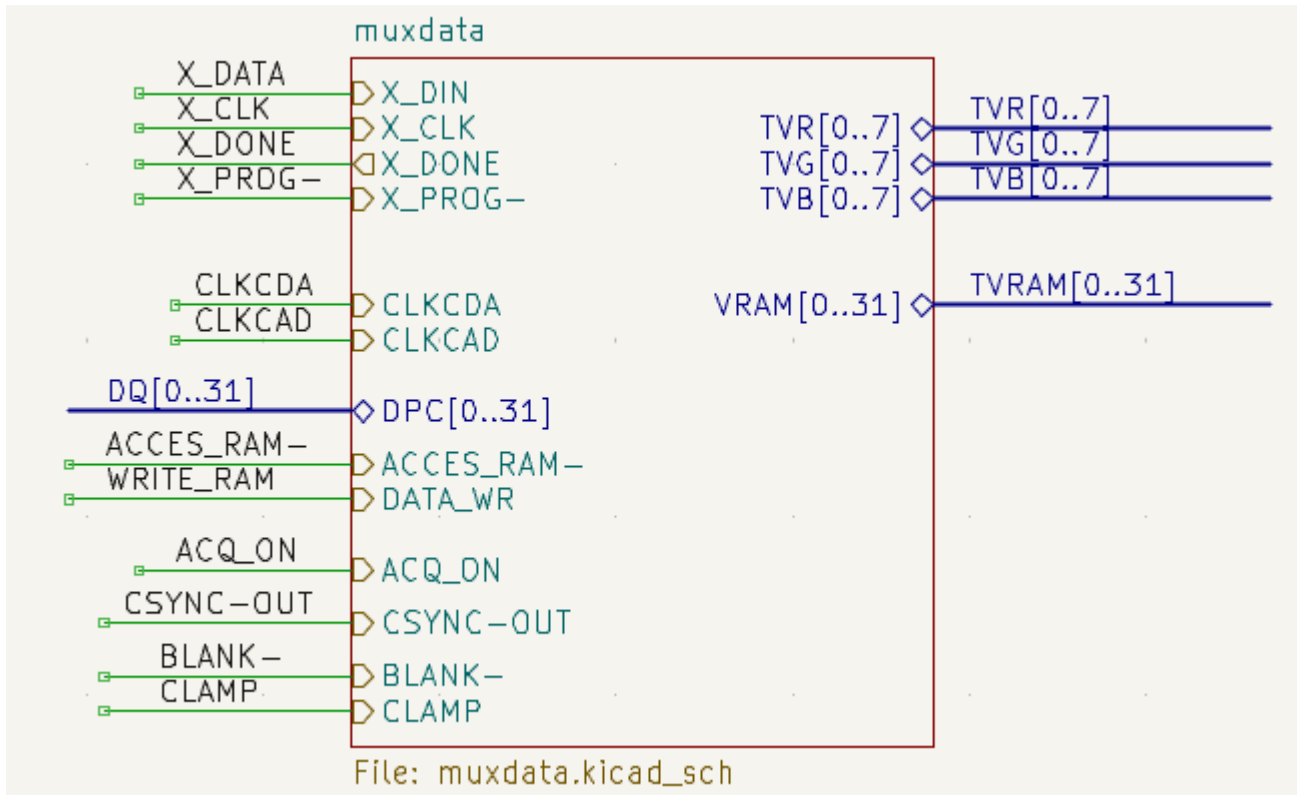 muxdata
X_DATA
X_DIN
X_CLK
X_CLK
X_DONE
X_DONE
X_PROG-
X_PROG-
CLKCDA
CLKCDA
CLKCAD
CLKCAD
DQ[0..31]
DPC[0..31]
ACCES_RAM-
ACCES_RAM-
WRITE_RAM
DATA_WR
ACQ_ON
ACQ_ON
CSYNC-OUT
CSYNC-OUT
BLANK-
BLANK-
CLAMP
CLAMP
TVR[0..7]
TVR[0..7]
TVG[0..7]
TVG[0..7]
TVB[0..7]
TVB[0..7]
VRAM[0..31]
TVRAM[0..31]
File: muxdata.kicad_sch